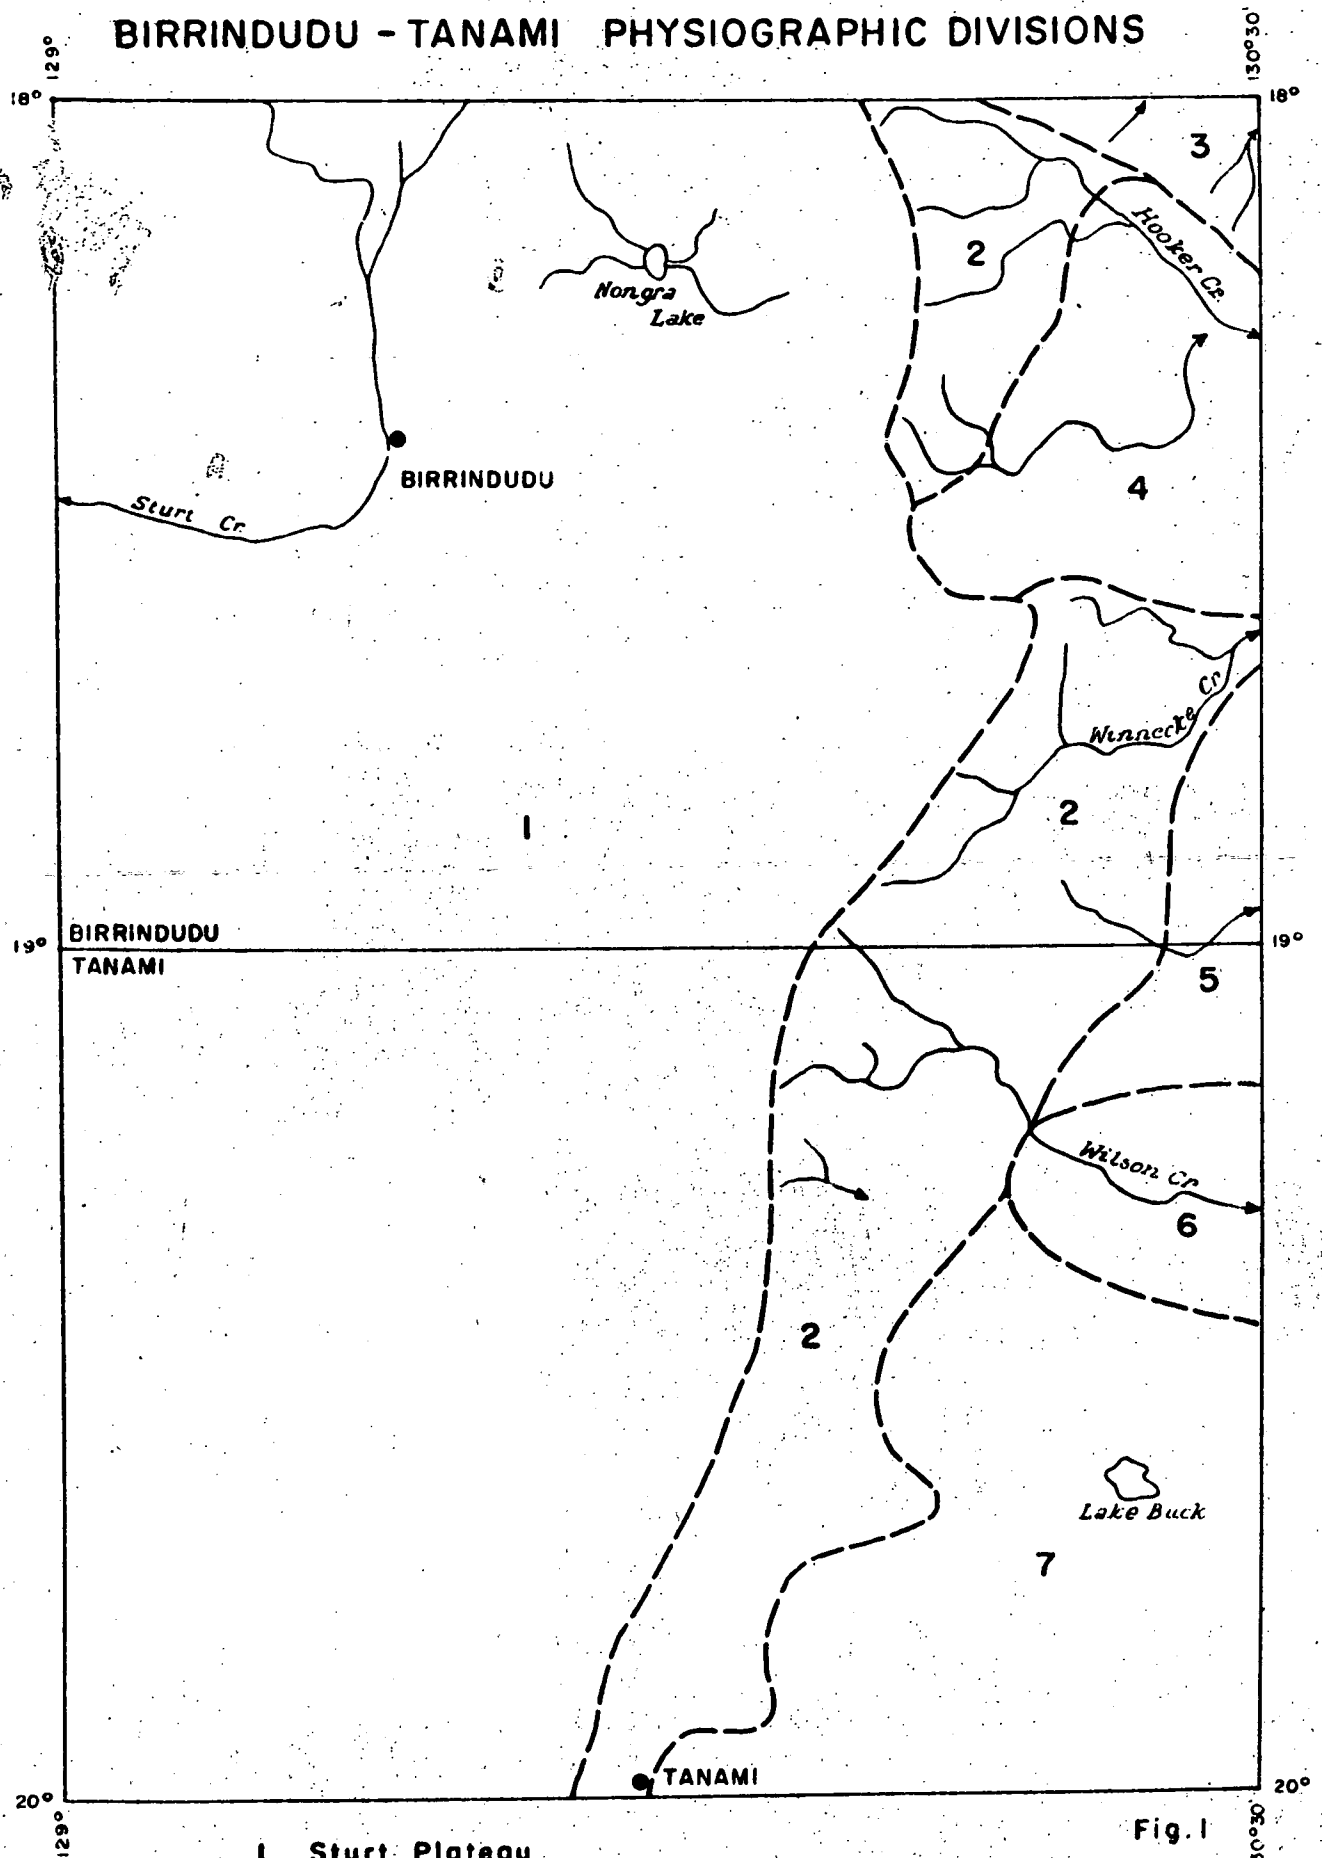 BIRRINDUDU - TANAMI PHYSIOGRAPHIC DIVISIONS
129°
130°30'
18°
18°
3
Hooker Cr.
2
Nongra
Lake
BIRRINDUDU
Sturt Cr.
4
Winnecke Cr
2
1
BIRRINDUDU
19°
19°
TANAMI
5
Wilson Cr
6
2
Lake Buck
7
TANAMI
20°
20°
129°
Fig. 1
1 Sturt Plateau